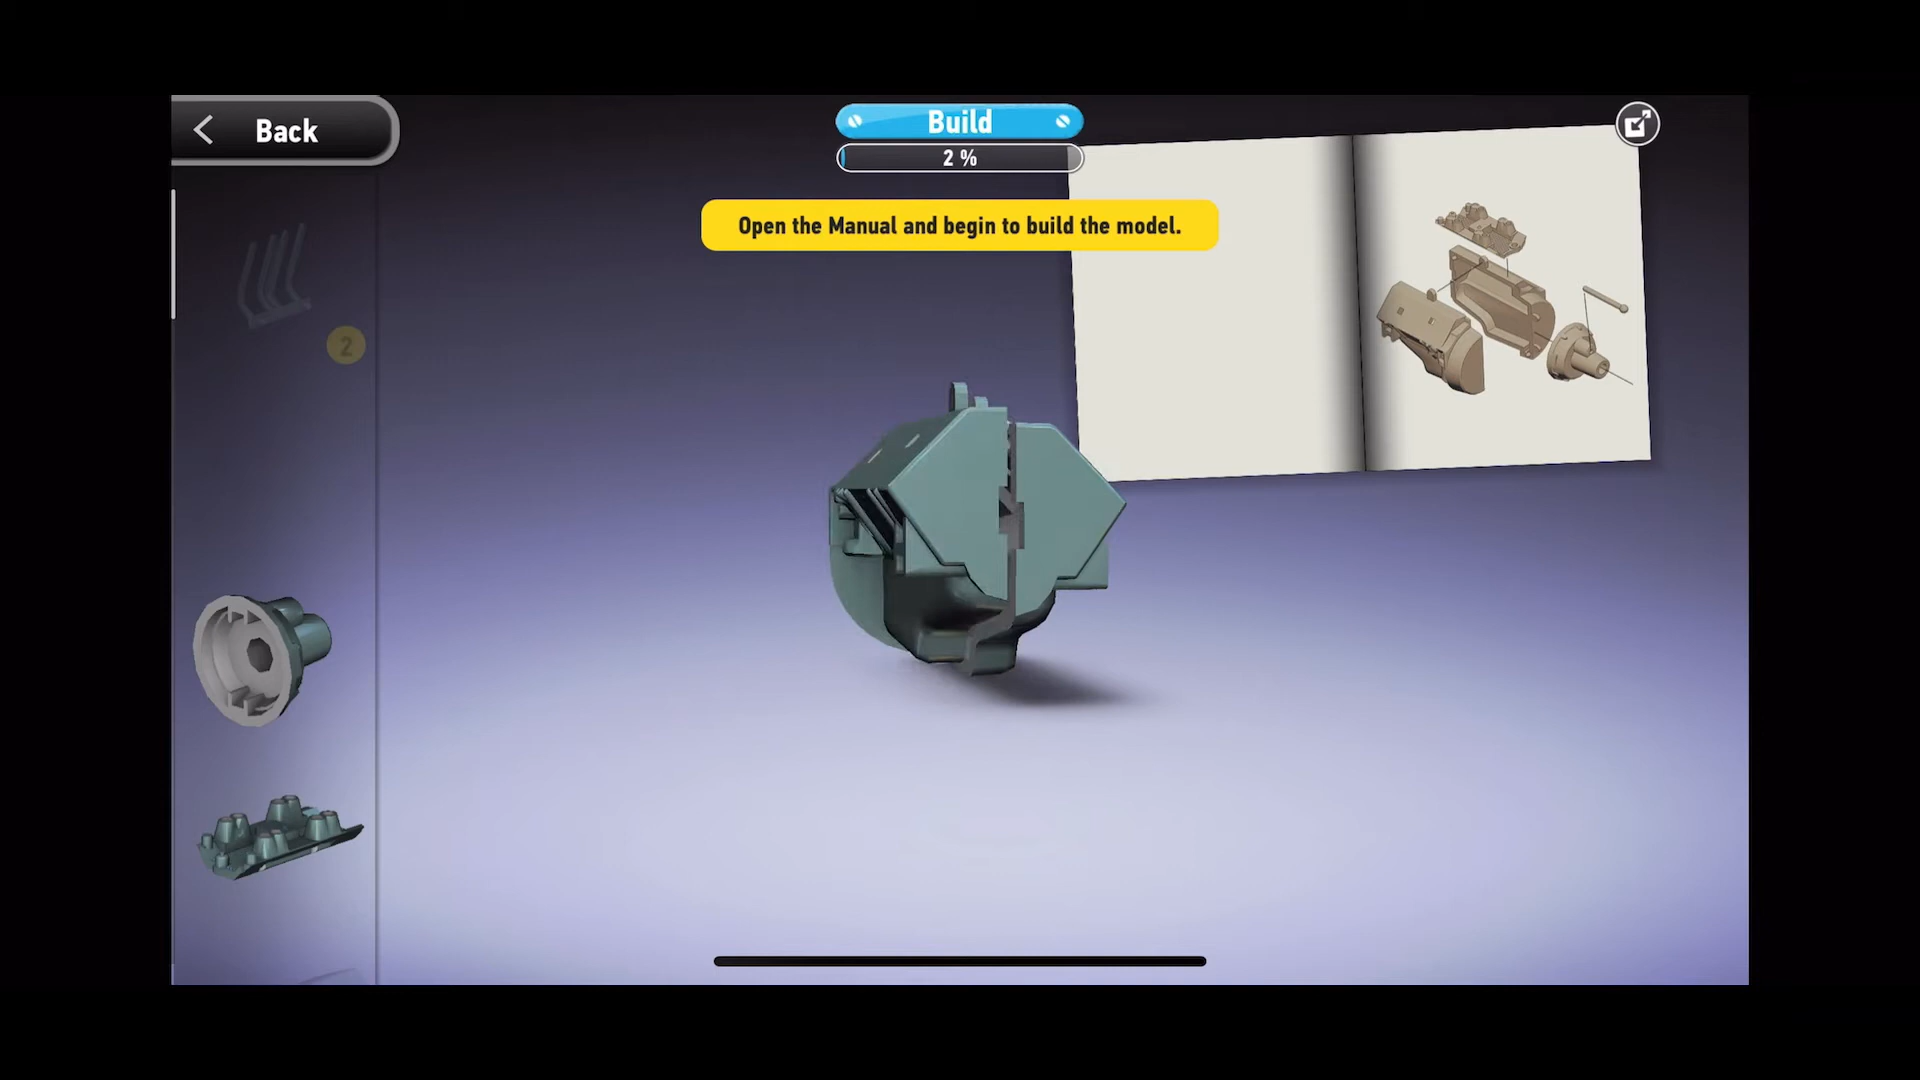 Back
Build
2 %
Open the Manual and begin to build the model.
2